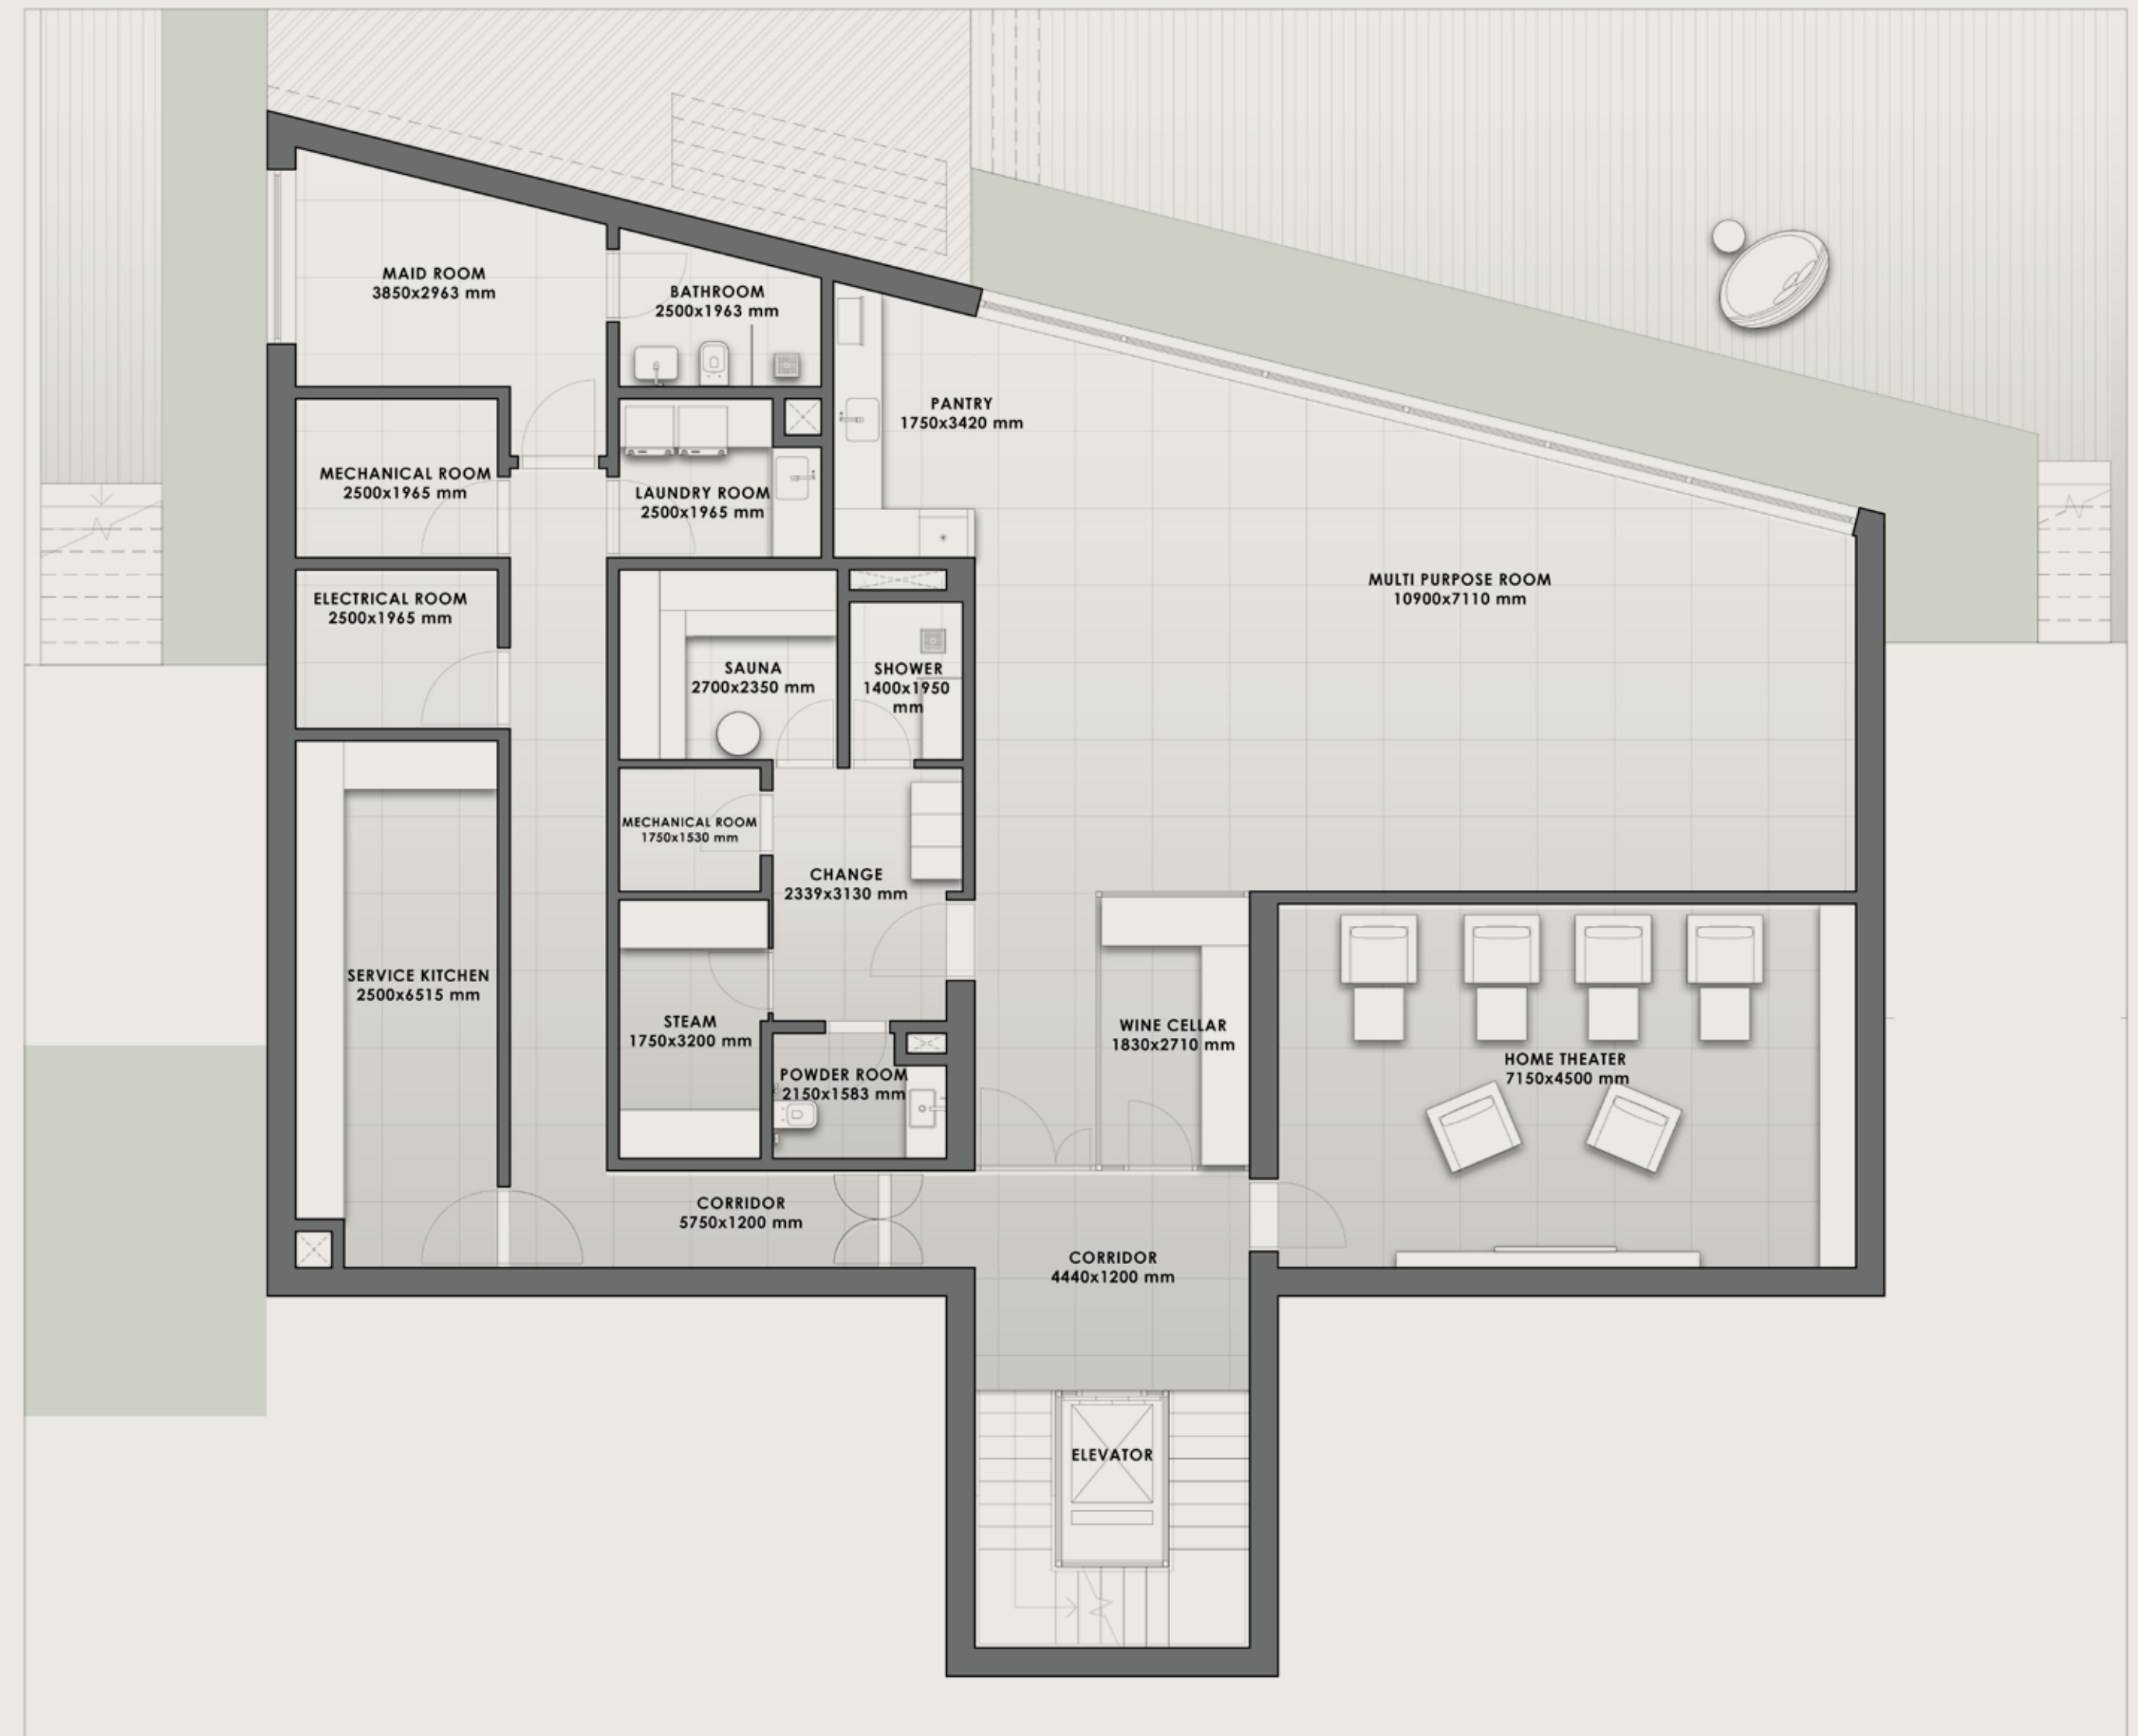 MAID ROOM
3850x2963 mm
BATHROOM
2500x1963 mm
PANTRY
1750x3420 mm
MECHANICAL ROOM
2500x1965 mm
LAUNDRY ROOM
2500x1965 mm
MULTI PURPOSE ROOM
10900x7110 mm
ELECTRICAL ROOM
2500x1965 mm
SAUNA
2700x2350 mm
SHOWER
1400x1950
mm
MECHANICAL ROOM
1750x1530 mm
CHANGE
2339x3130 mm
SERVICE KITCHEN
2500x6515 mm
STEAM
1750x3200 mm
WINE CELLAR
1830x2710 mm
HOME THEATER
7150x4500 mm
POWDER ROOM
2150x1583 mm
CORRIDOR
5750x1200 mm
CORRIDOR
4440x1200 mm
ELEVATOR